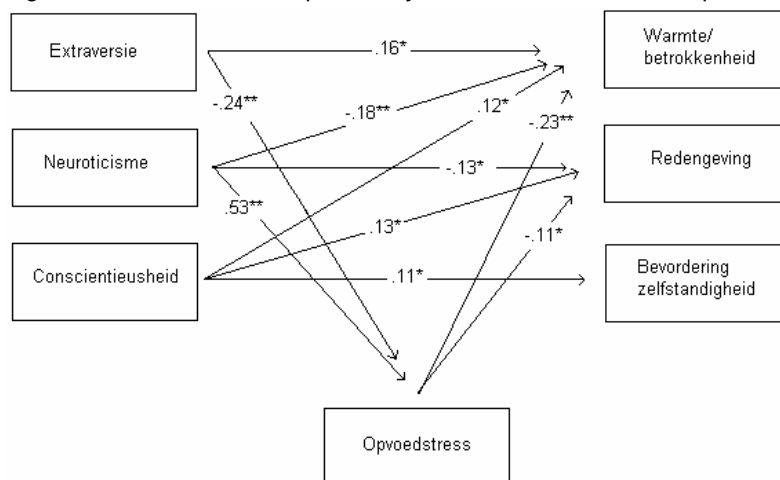 Extraversie
Warmte/
betrokkenheid
.16*
-.24**
-.18**
.12*
-.23**
Neuroticisme
Redengeving
-.13*
.53**
.13*
-.11*
Conscientieusheid
.11*
Bevordering
zelfstandigheid
Opvoedstress